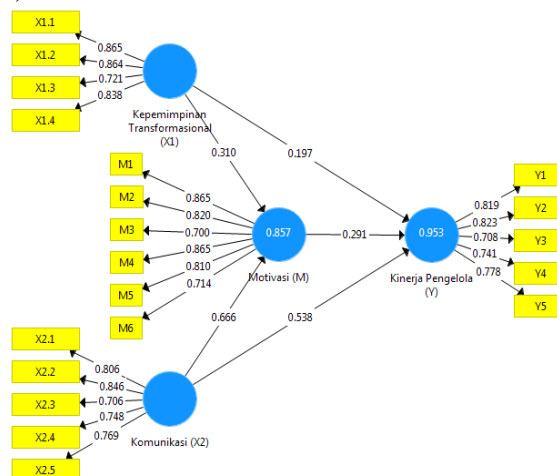 X1.1
X1.2
X1.3
X1.4
0.865
0.864
0.721
0.838
Kepemimpinan
Transformasional
(X1)
0.310
0.197
M1
M2
M3
M4
M5
M6
0.865
0.820
0.700
0.865
0.810
0.714
0.857
Motivasi (M)
0.291
0.953
Kinerja Pengelola
(Y)
0.819
0.823
0.708
0.741
0.778
Y1
Y2
Y3
Y4
Y5
0.666
0.538
X2.1
X2.2
X2.3
X2.4
X2.5
0.806
0.846
0.706
0.748
0.769
Komunikasi (X2)